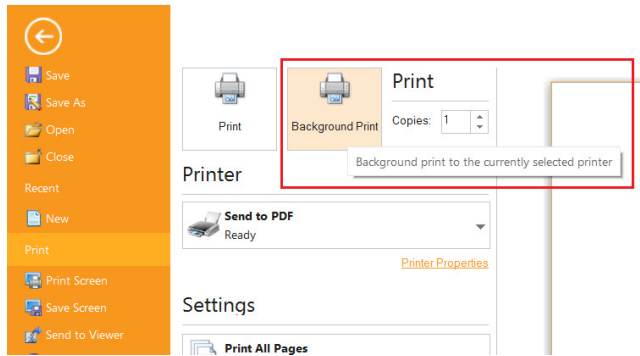 Save
Save As
Open
Close
Recent
New
Print
Print Screen
Save Screen
Send to Viewer
Print
Background Print
Print
Copies: 1
Background print to the currently selected printer
Printer
Send to PDF
Ready
Printer Properties
Settings
Print All Pages